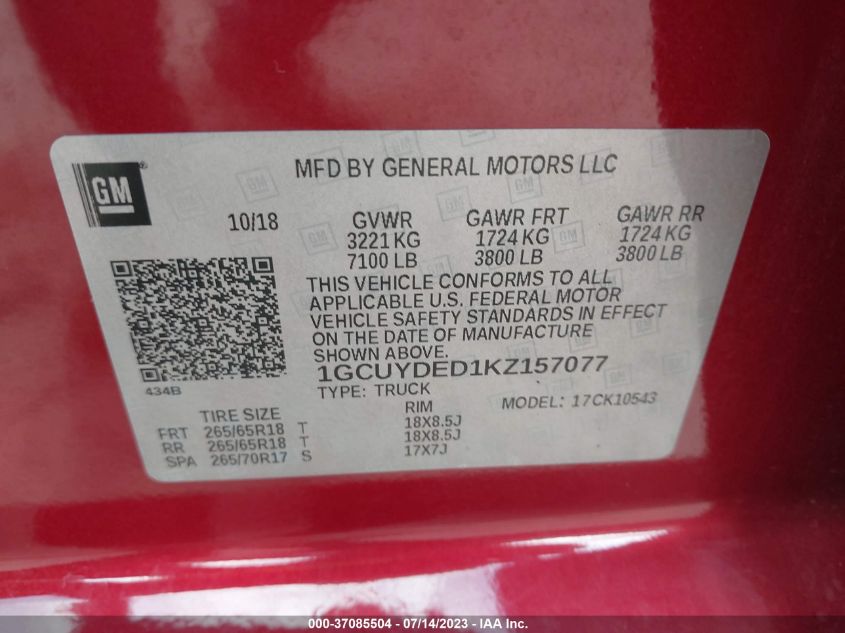 GM
MFD BY GENERAL MOTORS LLC
10/18 GVWR GAWR FRT GAWR RR
3221 KG 1724 KG 1724 KG
7100 LB 3800 LB 3800 LB
THIS VEHICLE CONFORMS TO ALL
APPLICABLE U.S. FEDERAL MOTOR
VEHICLE SAFETY STANDARDS IN EFFECT
ON THE DATE OF MANUFACTURE
SHOWN ABOVE.
1GCUYDED1KZ157077
434B
TYPE: TRUCK MODEL: 17CK10543
TIRE SIZE RIM
FRT 265/65R18 T 18X8.5J
RR 265/65R18 T 18X8.5J
SPA 265/70R17 S 17X7J
000-37085504 / 07/14/2023 - IAA Inc.